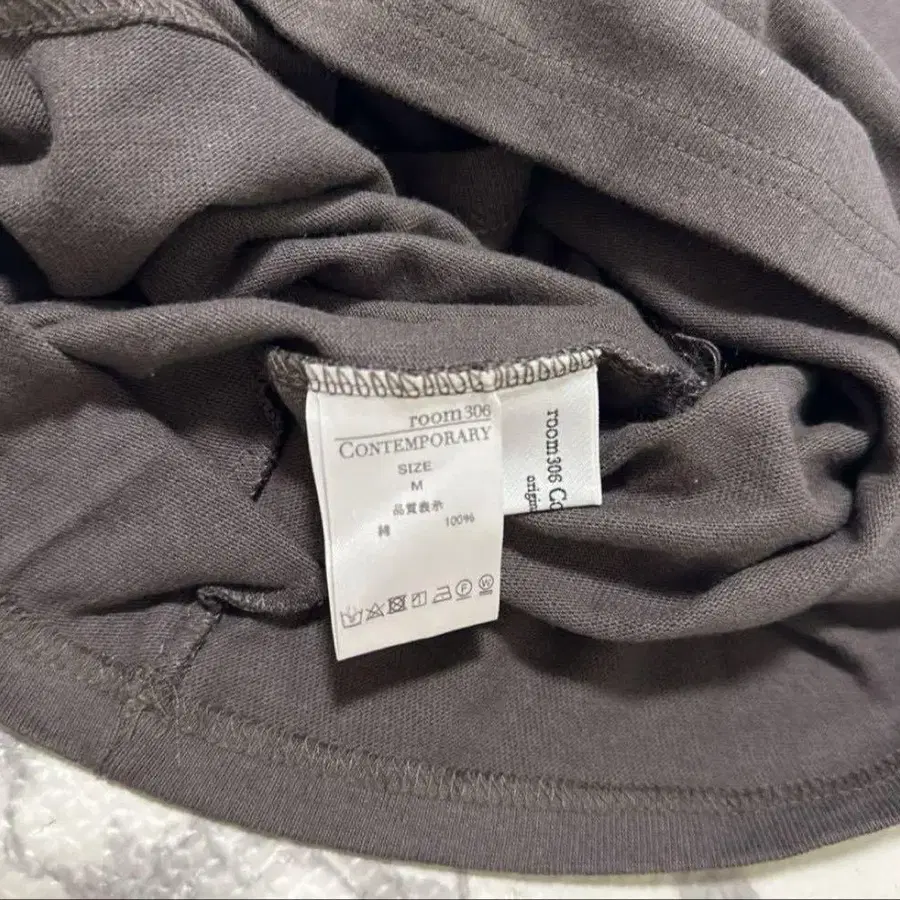 room306
CONTEMPORARY
SIZE
M
品質表示
綿 100%
F
W
room306 Co
origin